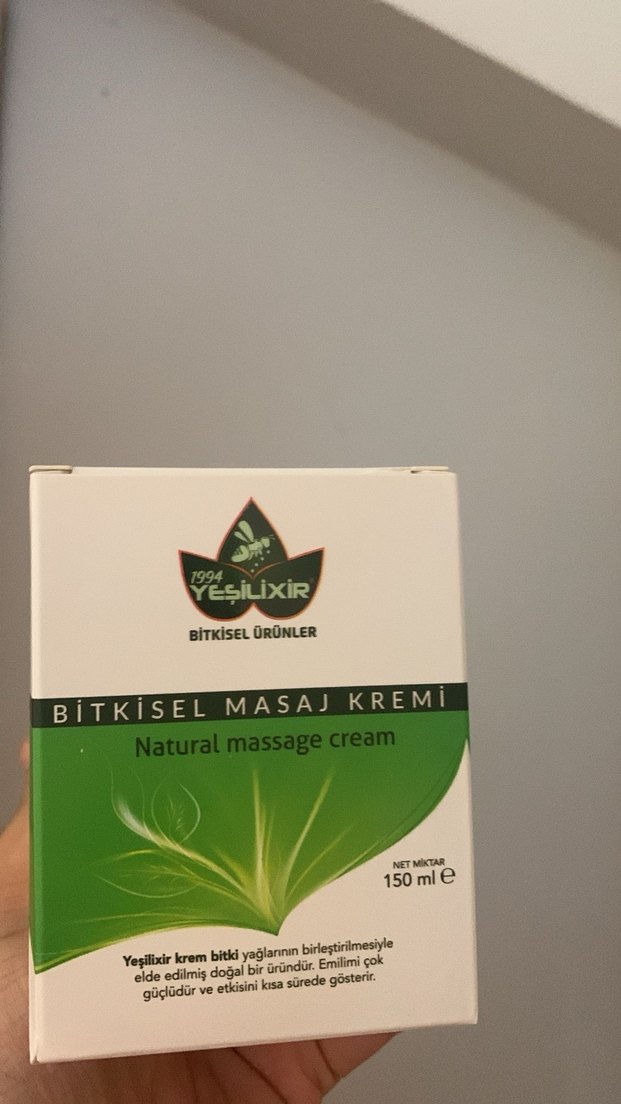 1994
YEŞİLİXİR®
BİTKİSEL ÜRÜNLER
BİTKİSEL MASAJ KREMİ
Natural massage cream
NET MİKTAR
150 ml ℮
Yeşilixir krem bitki yağlarının birleştirilmesiyle
elde edilmiş doğal bir üründür. Emilimi çok
güçlüdür ve etkisini kısa sürede gösterir.